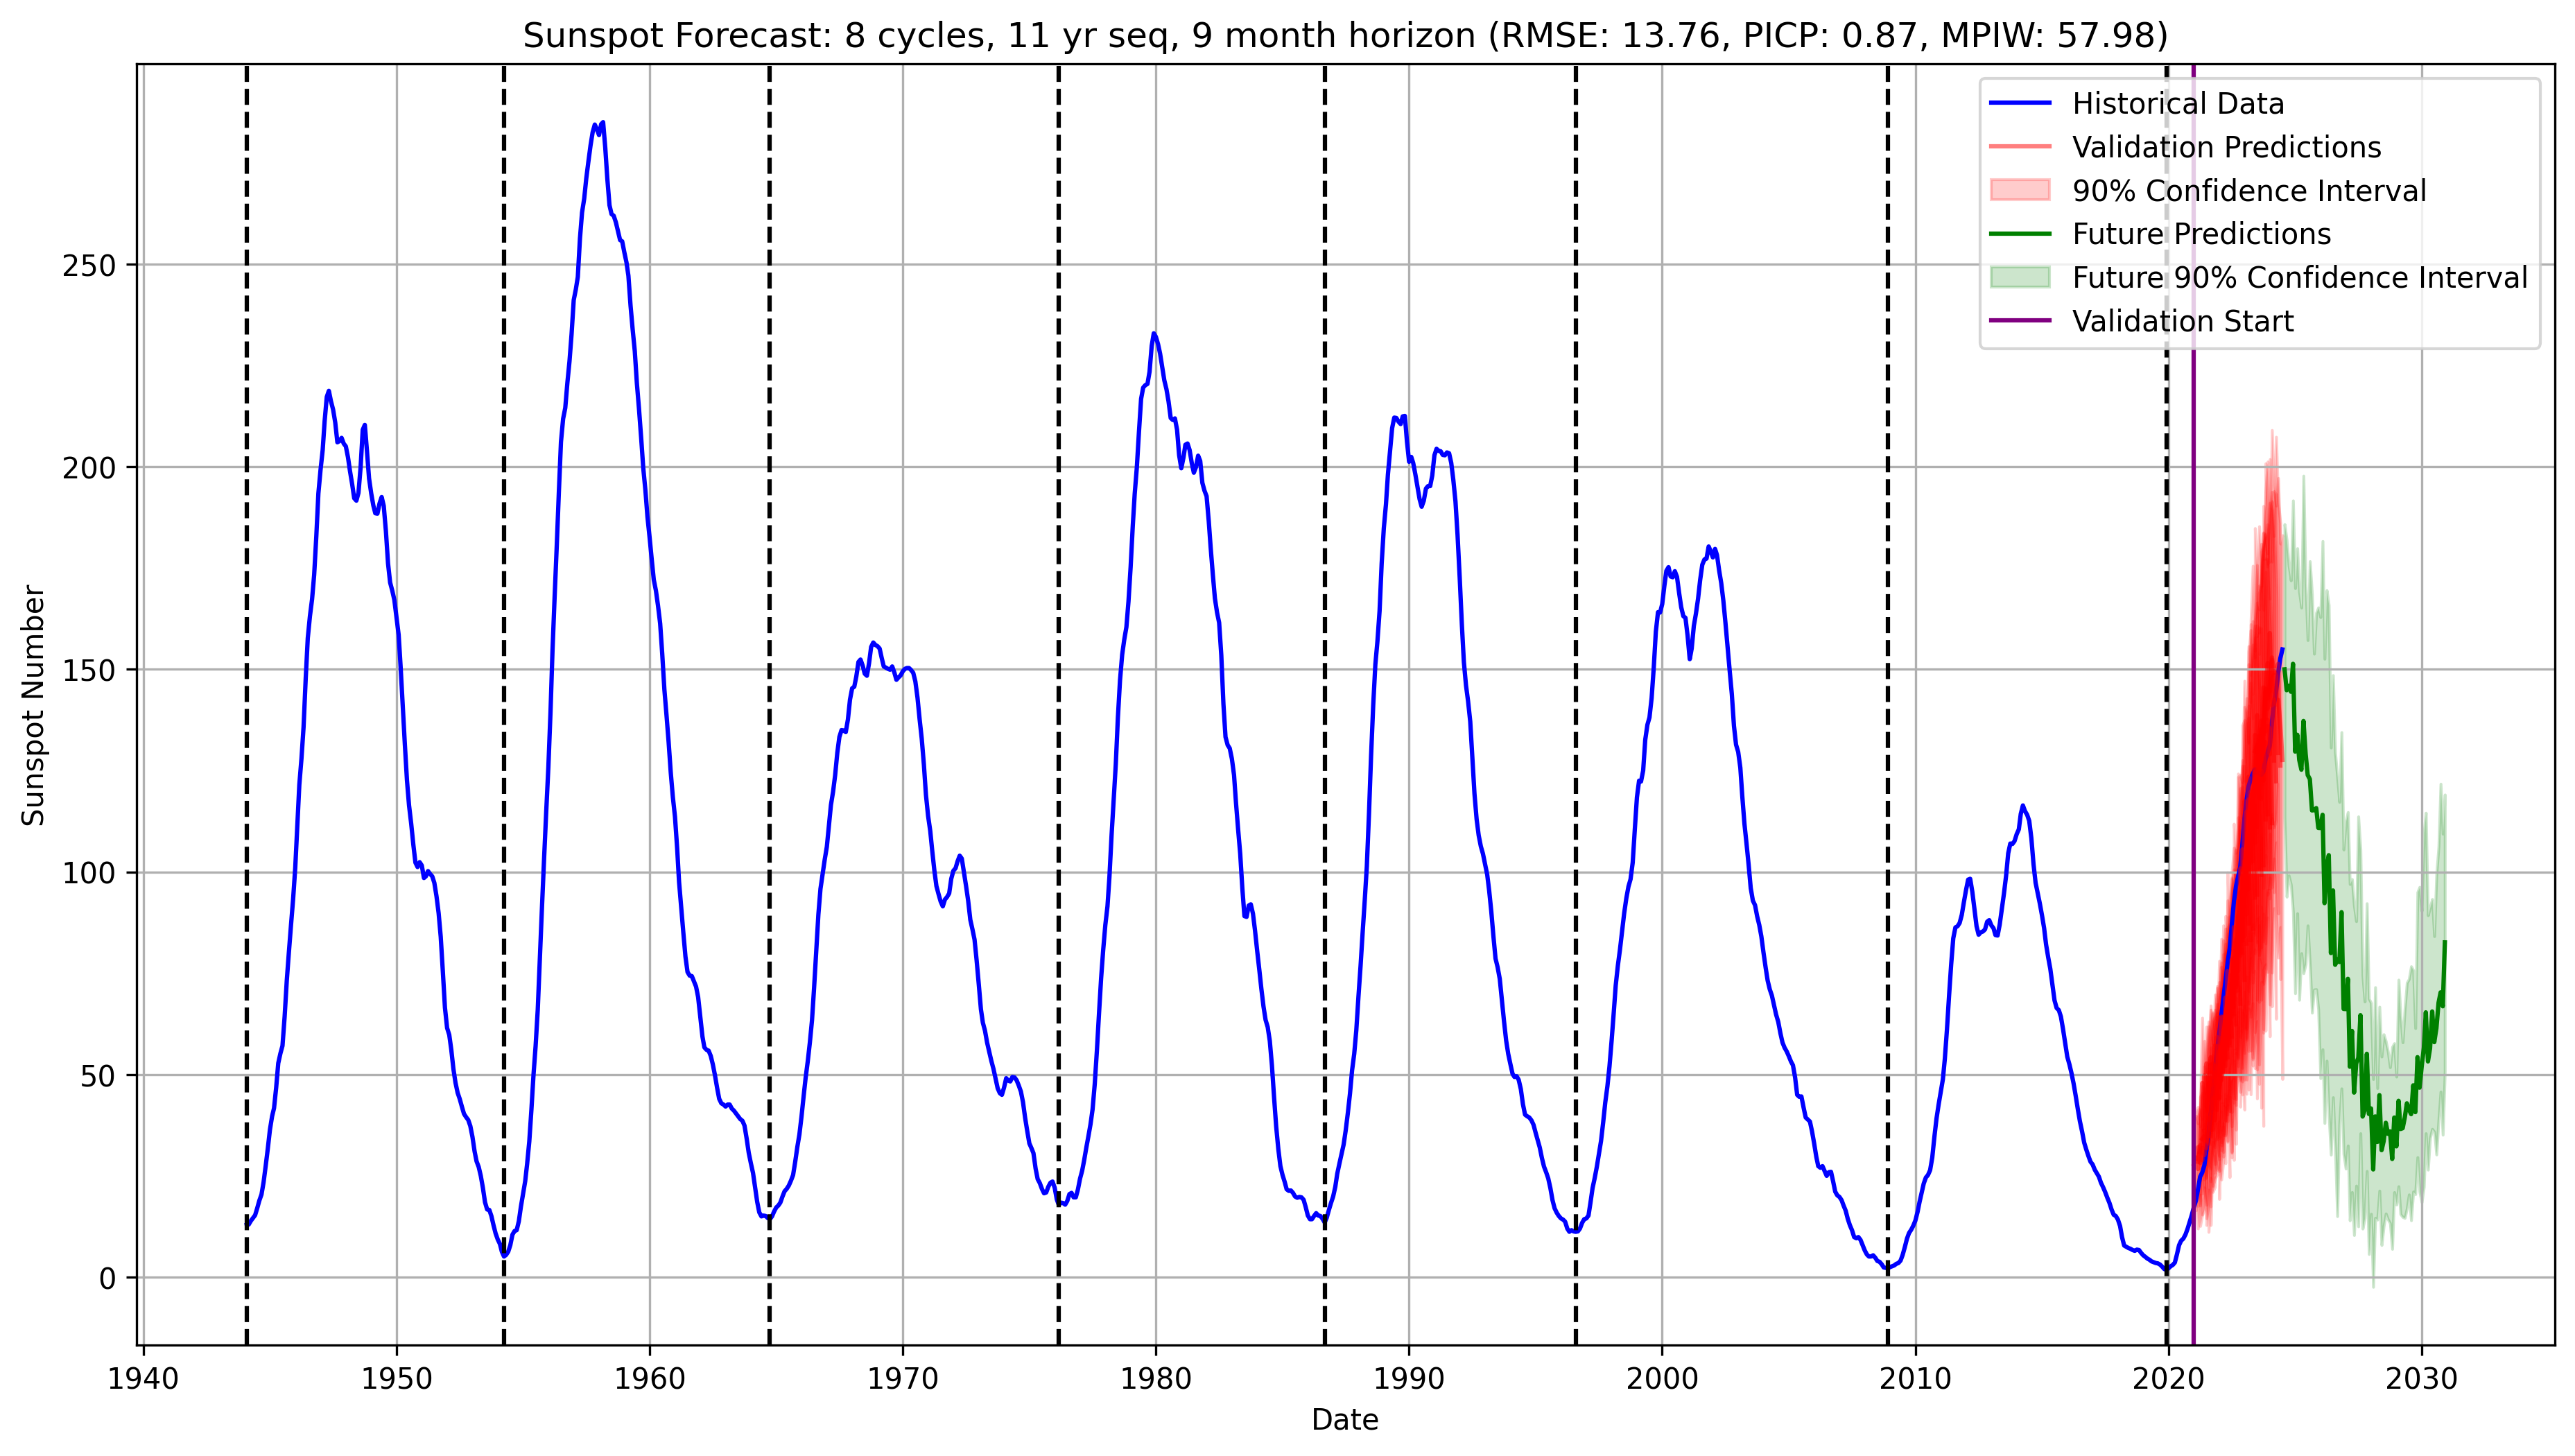 Sunspot Forecast: 8 cycles, 11 yr seq, 9 month horizon (RMSE: 13.76, PICP: 0.87, MPIW: 57.98)
Historical Data
Validation Predictions
90% Confidence Interval
Future Predictions
Future 90% Confidence Interval
Validation Start
Sunspot Number
250
200
150
100
50
0
1940 1950 1960 1970 1980 1990 2000 2010 2020 2030
Date